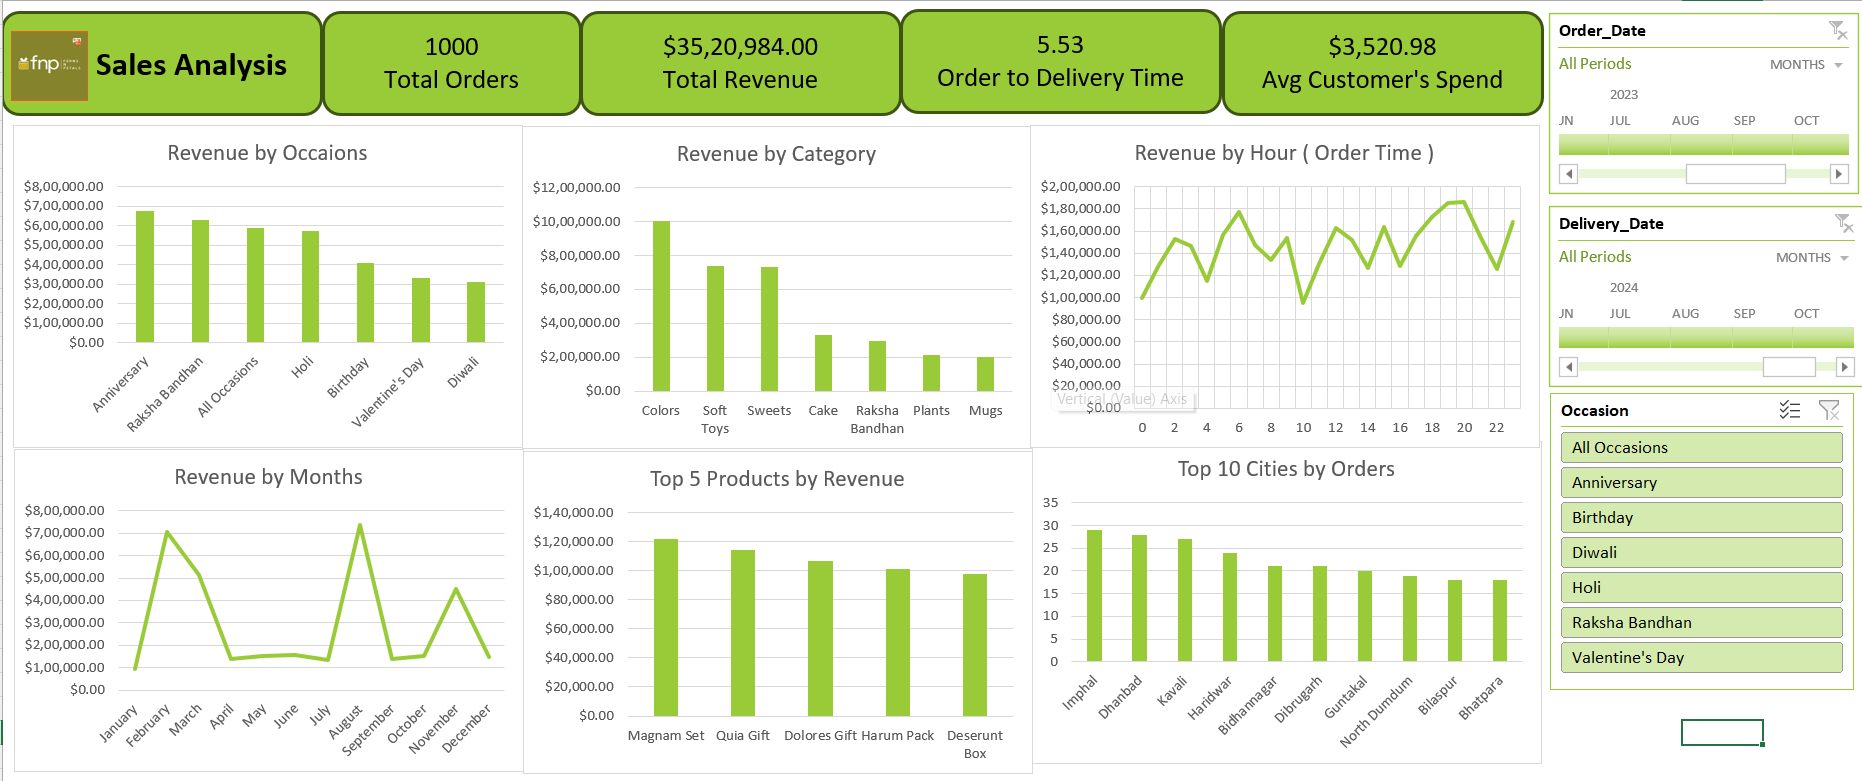 fnp
Sales Analysis
1000
Total Orders
$35,20,984.00
Total Revenue
5.53
Order to Delivery Time
$3,520.98
Avg Customer's Spend
Revenue by Occaions
$8,00,000.00
$7,00,000.00
$6,00,000.00
$5,00,000.00
$4,00,000.00
$3,00,000.00
$2,00,000.00
$1,00,000.00
$0.00
Anniversary
Raksha Bandhan
All Occasions
Holi
Birthday
Valentine's Day
Diwali
Revenue by Category
$12,00,000.00
$10,00,000.00
$8,00,000.00
$6,00,000.00
$4,00,000.00
$2,00,000.00
$0.00
Colors
Soft
Toys
Sweets
Cake
Raksha
Bandhan
Plants
Mugs
Revenue by Hour ( Order Time )
$2,00,000.00
$1,80,000.00
$1,60,000.00
$1,40,000.00
$1,20,000.00
$1,00,000.00
$80,000.00
$60,000.00
$40,000.00
$20,000.00
Vertical (Value) Axis
$0.00
0 2 4 6 8 10 12 14 16 18 20 22
Revenue by Months
$8,00,000.00
$7,00,000.00
$6,00,000.00
$5,00,000.00
$4,00,000.00
$3,00,000.00
$2,00,000.00
$1,00,000.00
$0.00
January
February
March
April
May
June
July
August
September
October
November
December
Top 5 Products by Revenue
$1,40,000.00
$1,20,000.00
$1,00,000.00
$80,000.00
$60,000.00
$40,000.00
$20,000.00
$0.00
Magnam Set
Quia Gift
Dolores Gift
Harum Pack
Deserunt
Box
Top 10 Cities by Orders
35
30
25
20
15
10
5
0
Imphal
Dhanbad
Kavali
Haridwar
Bidhannagar
Dibrugarh
Guntakal
North Dumdum
Bilaspur
Bhatpara
Order_Date
All Periods MONTHS
2023
JN JUL AUG SEP OCT
Delivery_Date
All Periods MONTHS
2024
JN JUL AUG SEP OCT
Occasion
All Occasions
Anniversary
Birthday
Diwali
Holi
Raksha Bandhan
Valentine's Day